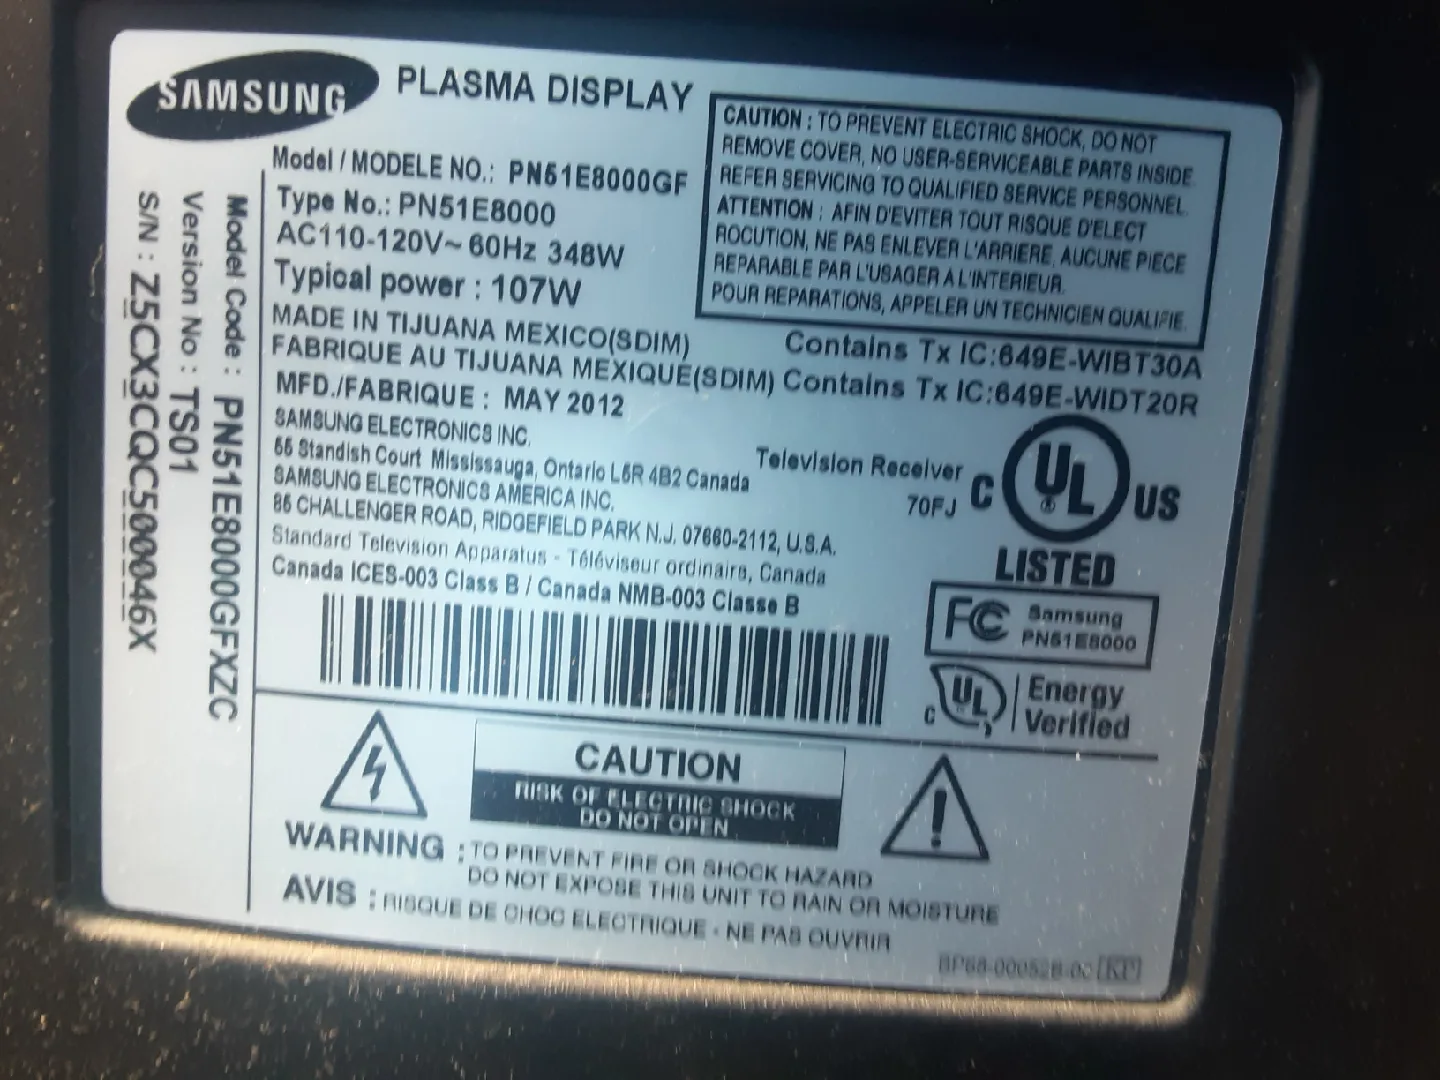 SAMSUNG PLASMA DISPLAY
Model / MODELE NO.: PN51E8000GF
Type No.: PN51E8000
AC110-120V~ 60Hz 348W
Typical power : 107W
MADE IN TIJUANA MEXICO(SDIM)
FABRIQUE AU TIJUANA MEXIQUE(SDIM)
MFD./FABRIQUE : MAY 2012
SAMSUNG ELECTRONICS INC.
55 Standish Court Mississauga, Ontario L5R 4B2 Canada
SAMSUNG ELECTRONICS AMERICA INC.
85 CHALLENGER ROAD, RIDGEFIELD PARK N.J. 07660-2112, U.S.A.
Standard Television Apparatus - Téléviseur ordinaire, Canada
Canada ICES-003 Class B / Canada NMB-003 Classe B
CAUTION : TO PREVENT ELECTRIC SHOCK, DO NOT
REMOVE COVER, NO USER-SERVICEABLE PARTS INSIDE.
REFER SERVICING TO QUALIFIED SERVICE PERSONNEL.
ATTENTION : AFIN D'EVITER TOUT RISQUE D'ELECT
ROCUTION, NE PAS ENLEVER L'ARRIERE, AUCUNE PIECE
REPARABLE PAR L'USAGER A L'INTERIEUR.
POUR REPARATIONS, APPELER UN TECHNICIEN QUALIFIE.
Contains Tx IC:649E-WIBT30A
Contains Tx IC:649E-WIDT20R
Television Receiver
70FJ
C UL US
LISTED
FC Samsung
PN51E8000
C UL Energy
Verified
Model Code : PN51E8000GFXZC
Version No : TS01
S/N : Z5CX3CQC500046X
CAUTION
RISK OF ELECTRIC SHOCK
DO NOT OPEN
WARNING : TO PREVENT FIRE OR SHOCK HAZARD
DO NOT EXPOSE THIS UNIT TO RAIN OR MOISTURE
AVIS : RISQUE DE CHOC ELECTRIQUE - NE PAS OUVRIR